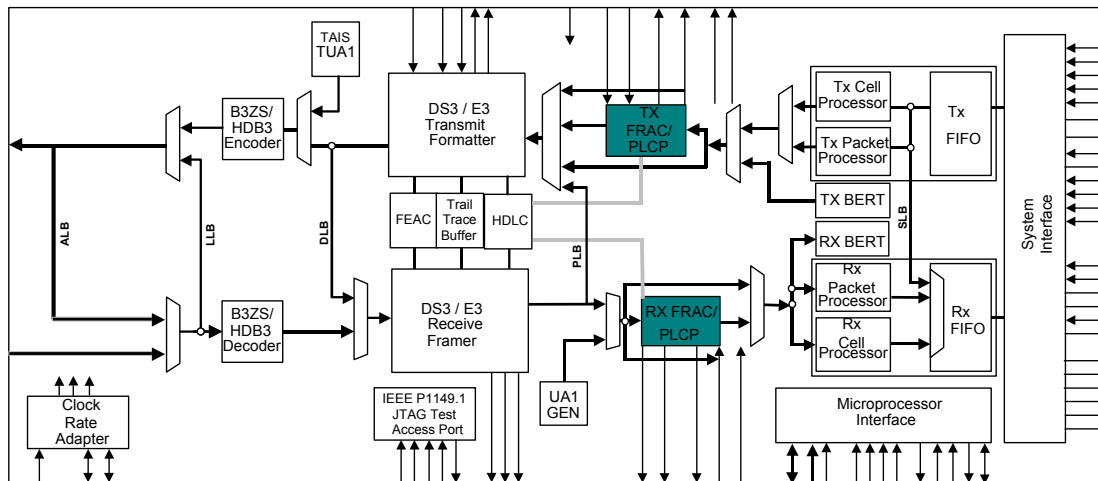 TAIS
TUA1
B3ZS/
HDB3
Encoder
DS3 / E3
Transmit
Formatter
TX
FRAC/
PLCP
Tx Cell
Processor
Tx Packet
Processor
Tx
FIFO
TX BERT
RX BERT
System
Interface
ALB
LLB
DLB
PLB
SLB
FEAC
Trail
Trace
Buffer
HDLC
B3ZS/
HDB3
Decoder
DS3 / E3
Receive
Framer
RX FRAC/
PLCP
Rx
Packet
Processor
Rx
Cell
Processor
Rx
FIFO
UA1
GEN
Clock
Rate
Adapter
IEEE P1149.1
JTAG Test
Access Port
Microprocessor
Interface